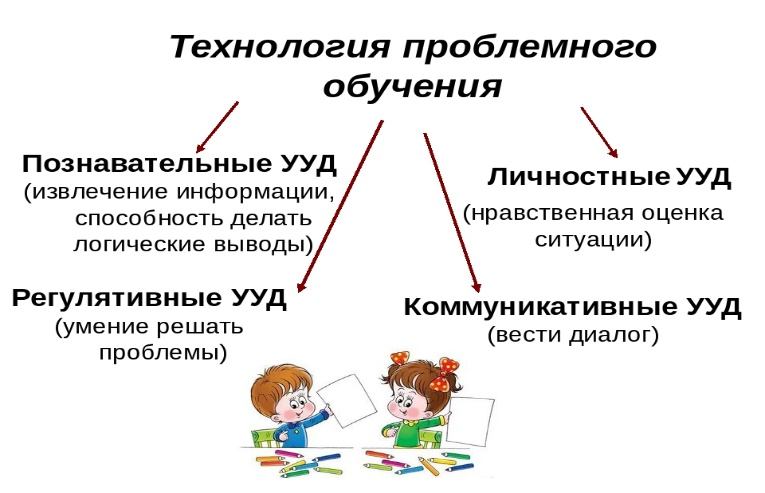 Технология проблемного
обучения
Познавательные УУД
(извлечение информации,
способность делать
логические выводы)
Личностные УУД
(нравственная оценка
ситуации)
Регулятивные УУД
(умение решать
проблемы)
Коммуникативные УУД
(вести диалог)